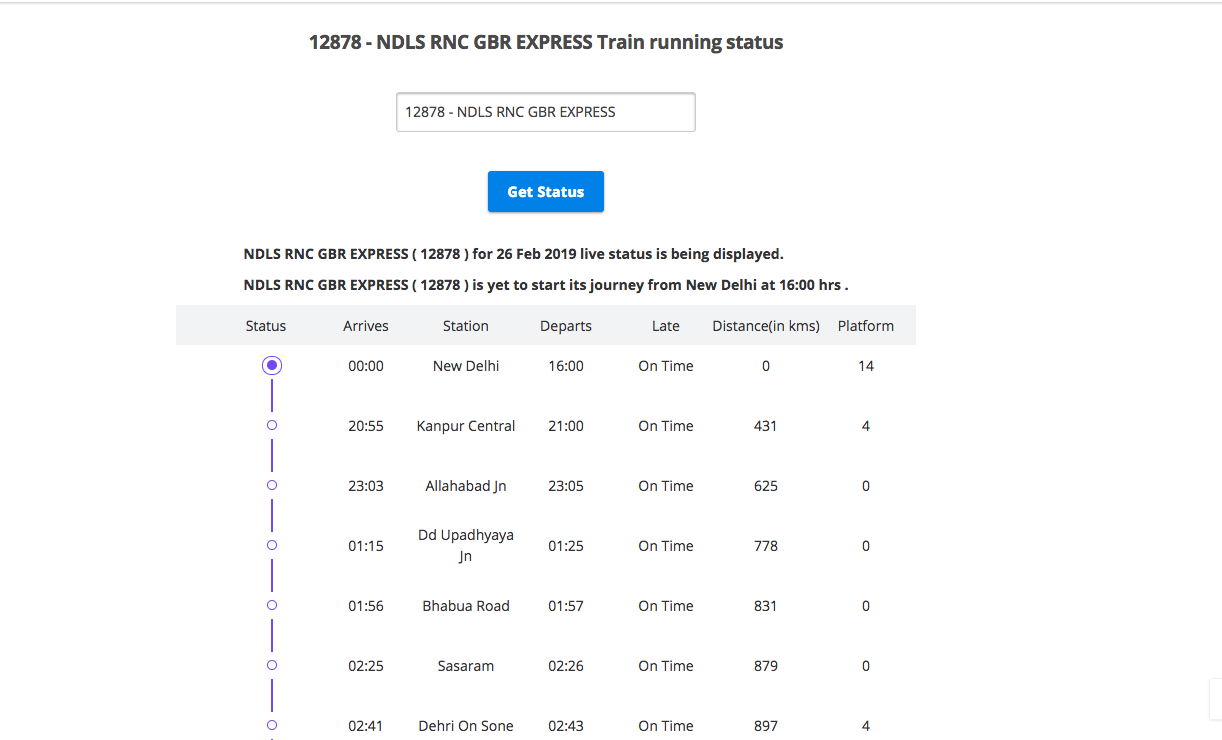 12878 - NDLS RNC GBR EXPRESS Train running status
12878 - NDLS RNC GBR EXPRESS
Get Status
NDLS RNC GBR EXPRESS ( 12878 ) for 26 Feb 2019 live status is being displayed.
NDLS RNC GBR EXPRESS ( 12878 ) is yet to start its journey from New Delhi at 16:00 hrs .
Status Arrives Station Departs Late Distance(in kms) Platform
00:00 New Delhi 16:00 On Time 0 14
20:55 Kanpur Central 21:00 On Time 431 4
23:03 Allahabad Jn 23:05 On Time 625 0
01:15 Dd Upadhyaya Jn 01:25 On Time 778 0
01:56 Bhabua Road 01:57 On Time 831 0
02:25 Sasaram 02:26 On Time 879 0
02:41 Dehri On Sone 02:43 On Time 897 4